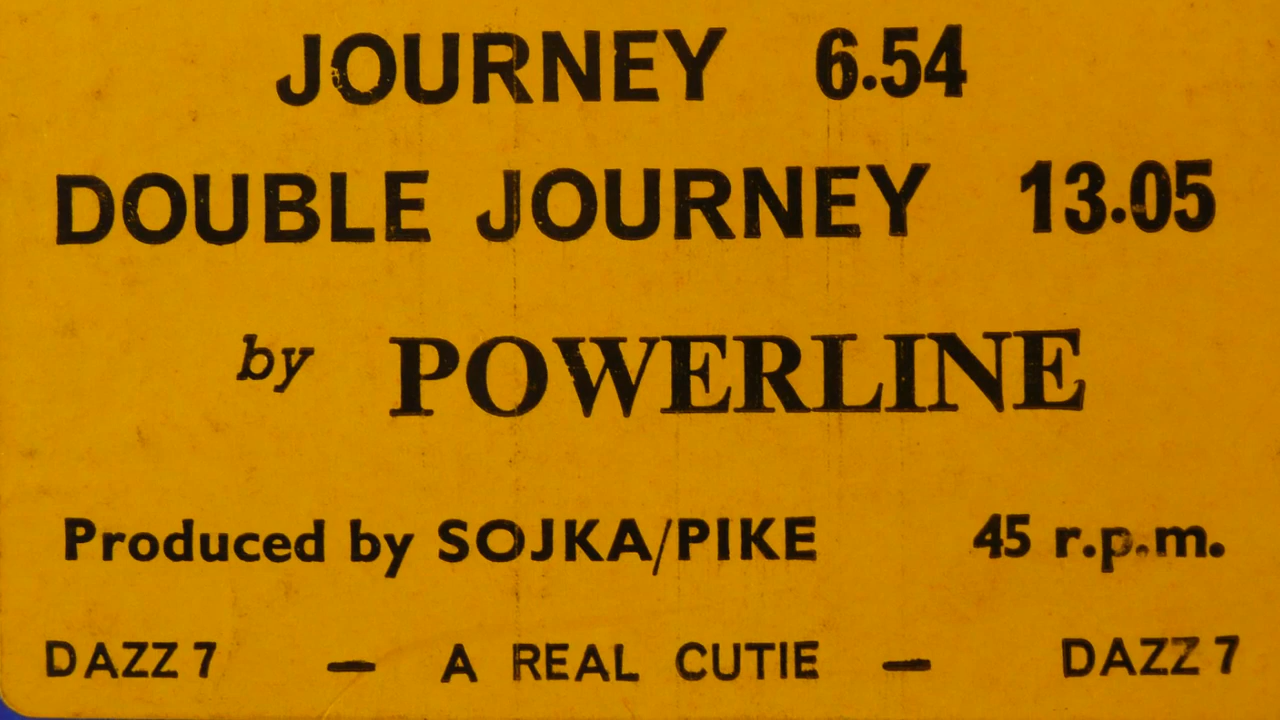 JOURNEY 6.54
DOUBLE JOURNEY 13.05
by POWERLINE
Produced by SOJKA/PIKE 45 r.p.m.
DAZZ 7 — A REAL CUTIE — DAZZ 7